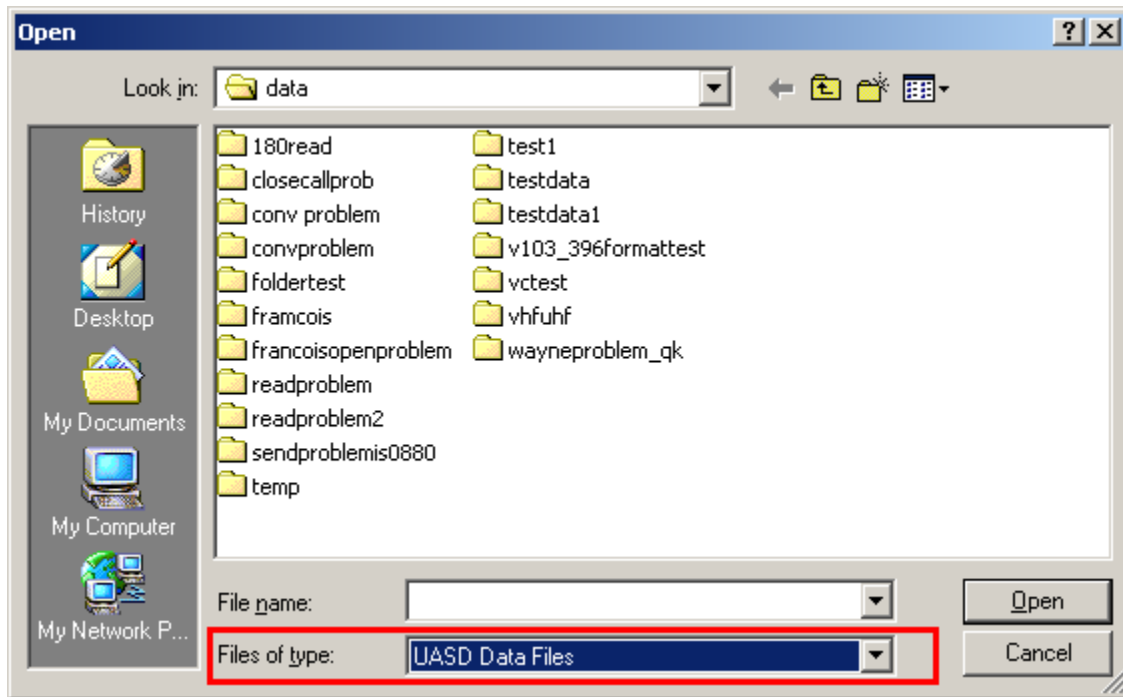 Open
Look in: data
History
Desktop
My Documents
My Computer
My Network P...
180read
closecallprob
conv problem
convproblem
foldertest
framcois
francoisopenproblem
readproblem
readproblem2
sendproblemis0880
temp
test1
testdata
testdata1
v103_396formattest
vctest
vhfuhf
wayneproblem_qk
File name:
Open
Files of type: UASD Data Files
Cancel